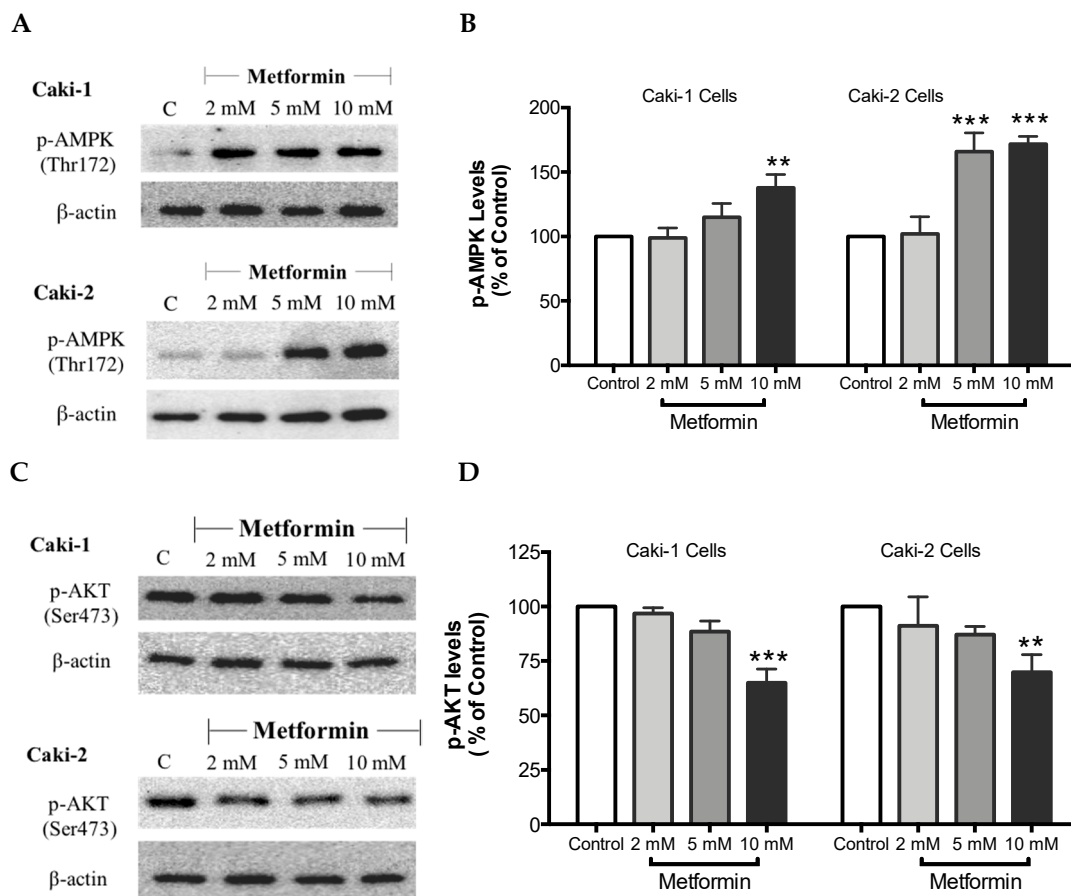 A
Metformin
Caki-1
C 2 mM 5 mM 10 mM
p-AMPK
(Thr172)
β-actin
Metformin
Caki-2
C 2 mM 5 mM 10 mM
p-AMPK
(Thr172)
β-actin
B
Caki-1 Cells Caki-2 Cells
p-AMPK Levels
(% of Control)
200
150
100
50
0
** *** ***
Control 2 mM 5 mM 10 mM Control 2 mM 5 mM 10 mM
Metformin Metformin
C
Metformin
Caki-1
C 2 mM 5 mM 10 mM
p-AKT
(Ser473)
β-actin
Metformin
Caki-2
C 2 mM 5 mM 10 mM
p-AKT
(Ser473)
β-actin
D
Caki-1 Cells Caki-2 Cells
p-AKT levels
( % of Control)
125
100
75
50
25
0
*** **
Control 2 mM 5 mM 10 mM Control 2 mM 5 mM 10 mM
Metformin Metformin